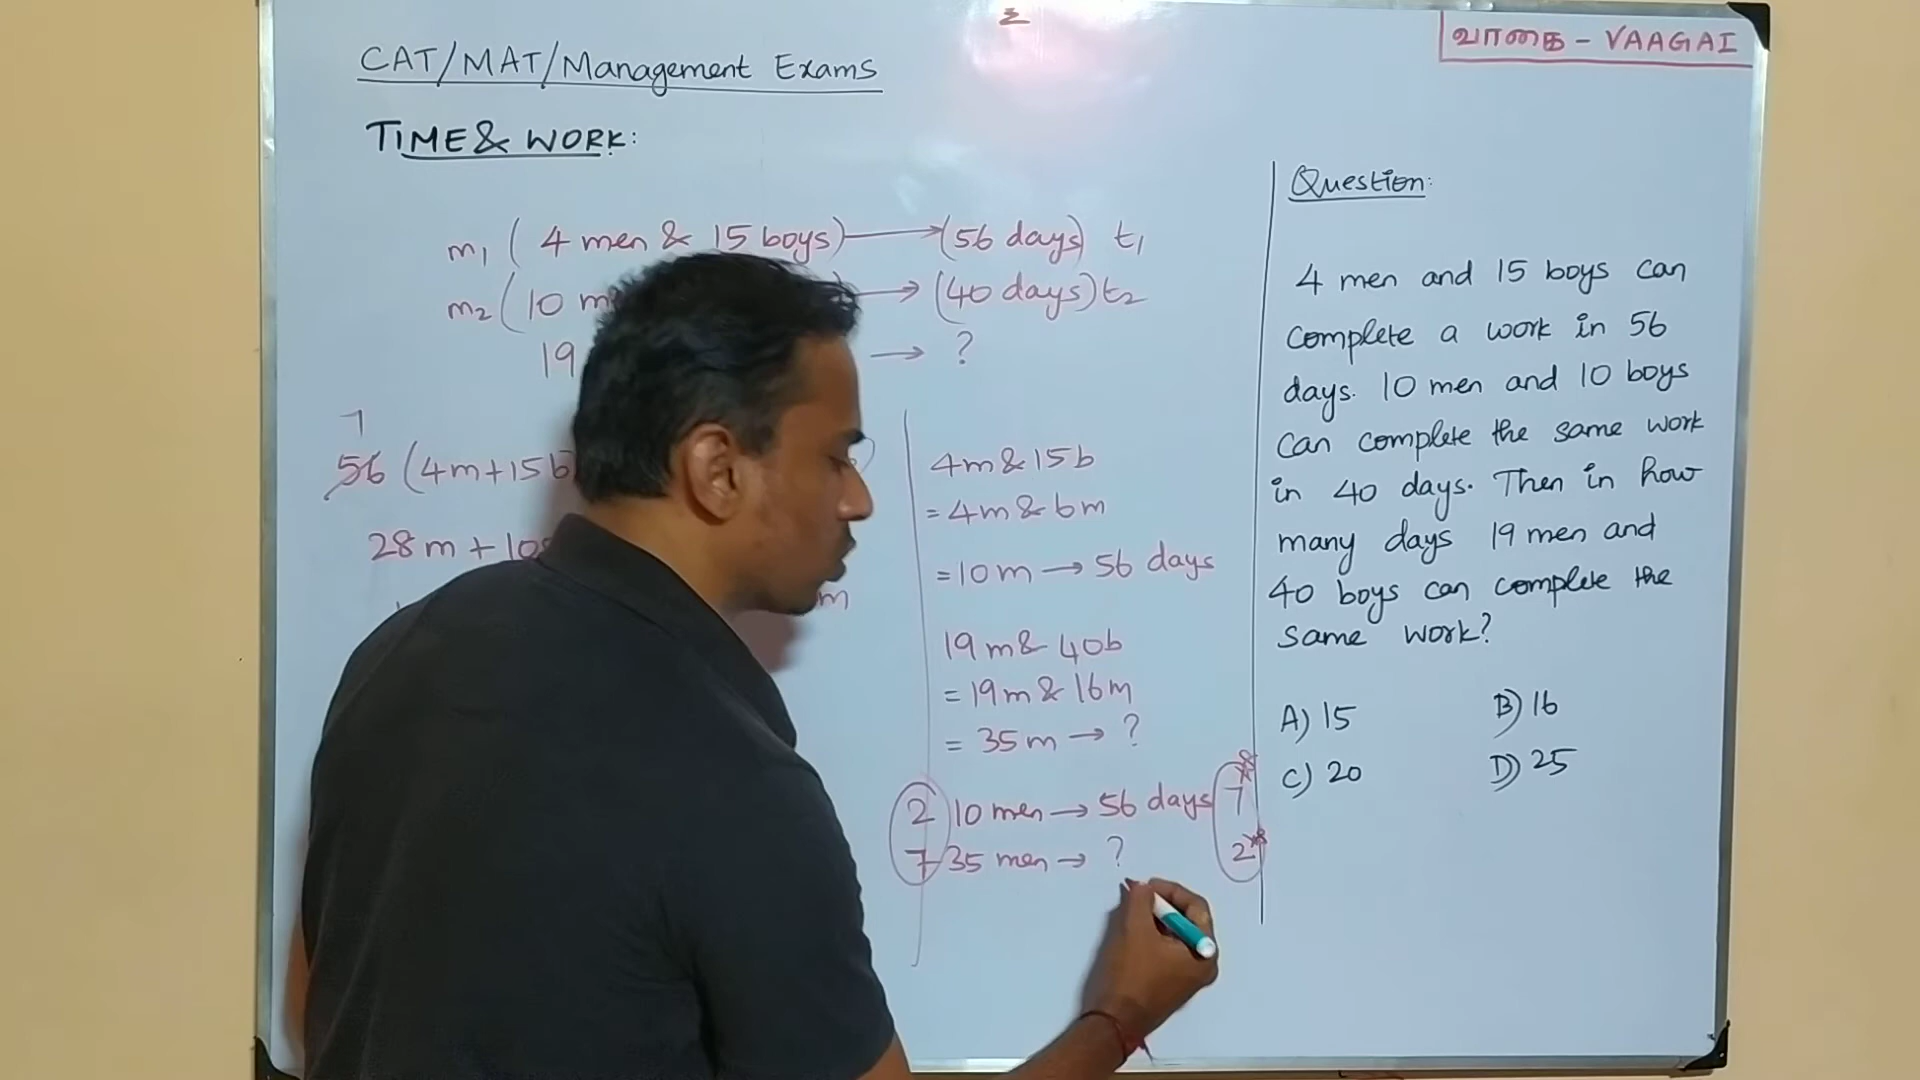 வாகை - VAAGAI
CAT/MAT/Management Exams
TIME & WORK:
m1 ( 4 men & 15 boys) → (56 days) t1
m2 ( 10 → (40 days) t2
19 → ?
7
56 (4m+15b
28m +
m
4m & 15b
= 4m & 6m
= 10m → 56 days
19m & 40b
= 19m & 16m
= 35m → ?
2 10 men → 56 days 7
7 35 men → ? 2
Question:
4 men and 15 boys can
complete a work in 56
days. 10 men and 10 boys
can complete the same work
in 40 days. Then in how
many days 19 men and
40 boys can complete the
same work?
A) 15 B) 16
C) 20 D) 25